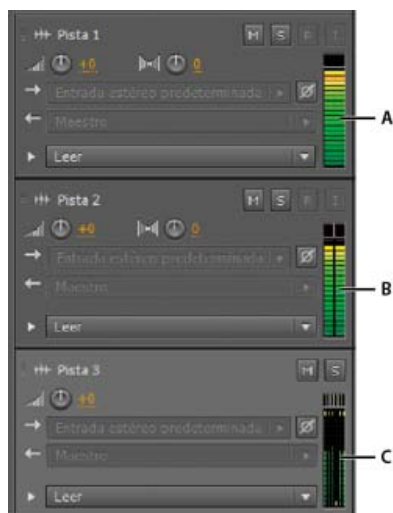 Pista 1 M S R I
+0 0
Entrada estéreo predeterminada
Maestro
A
Leer
Pista 2 M S R I
+0 0
Entrada estéreo predeterminada
Maestro
B
Leer
Pista 3 M S
+0
Entrada estéreo predeterminada
Maestro
C
Leer